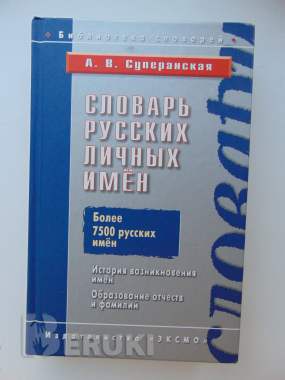 • Библиотека словарей •
А. В. Суперанская
СЛОВАРЬ
РУССКИХ
ЛИЧНЫХ
ИМЁН
Более
7500 русских
имён
История возникновения
имён
Образование отчеств
и фамилий
Издательство «ЭКСМО»
словари
BERUKI